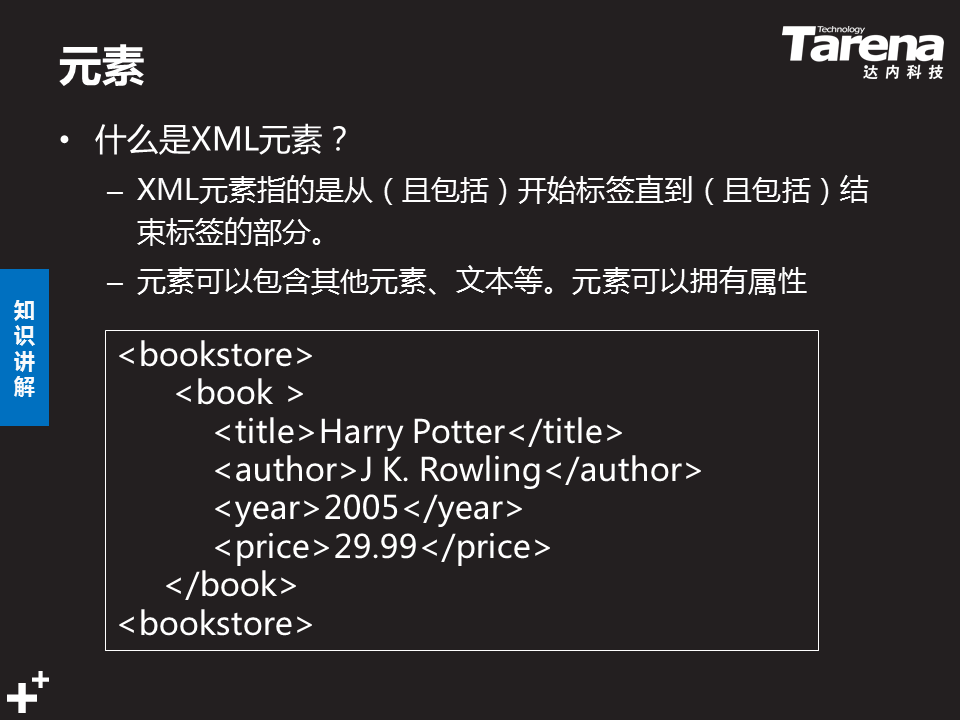 元素
Technology
Tarena
达内科技
• 什么是XML元素？
– XML元素指的是从（且包括）开始标签直到（且包括）结
束标签的部分。
– 元素可以包含其他元素、文本等。元素可以拥有属性
知
识
讲
解
<bookstore>
<book >
<title>Harry Potter</title>
<author>J K. Rowling</author>
<year>2005</year>
<price>29.99</price>
</book>
<bookstore>